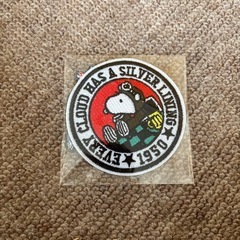 EVERY CLOUD HAS A SILVER LINING
1950